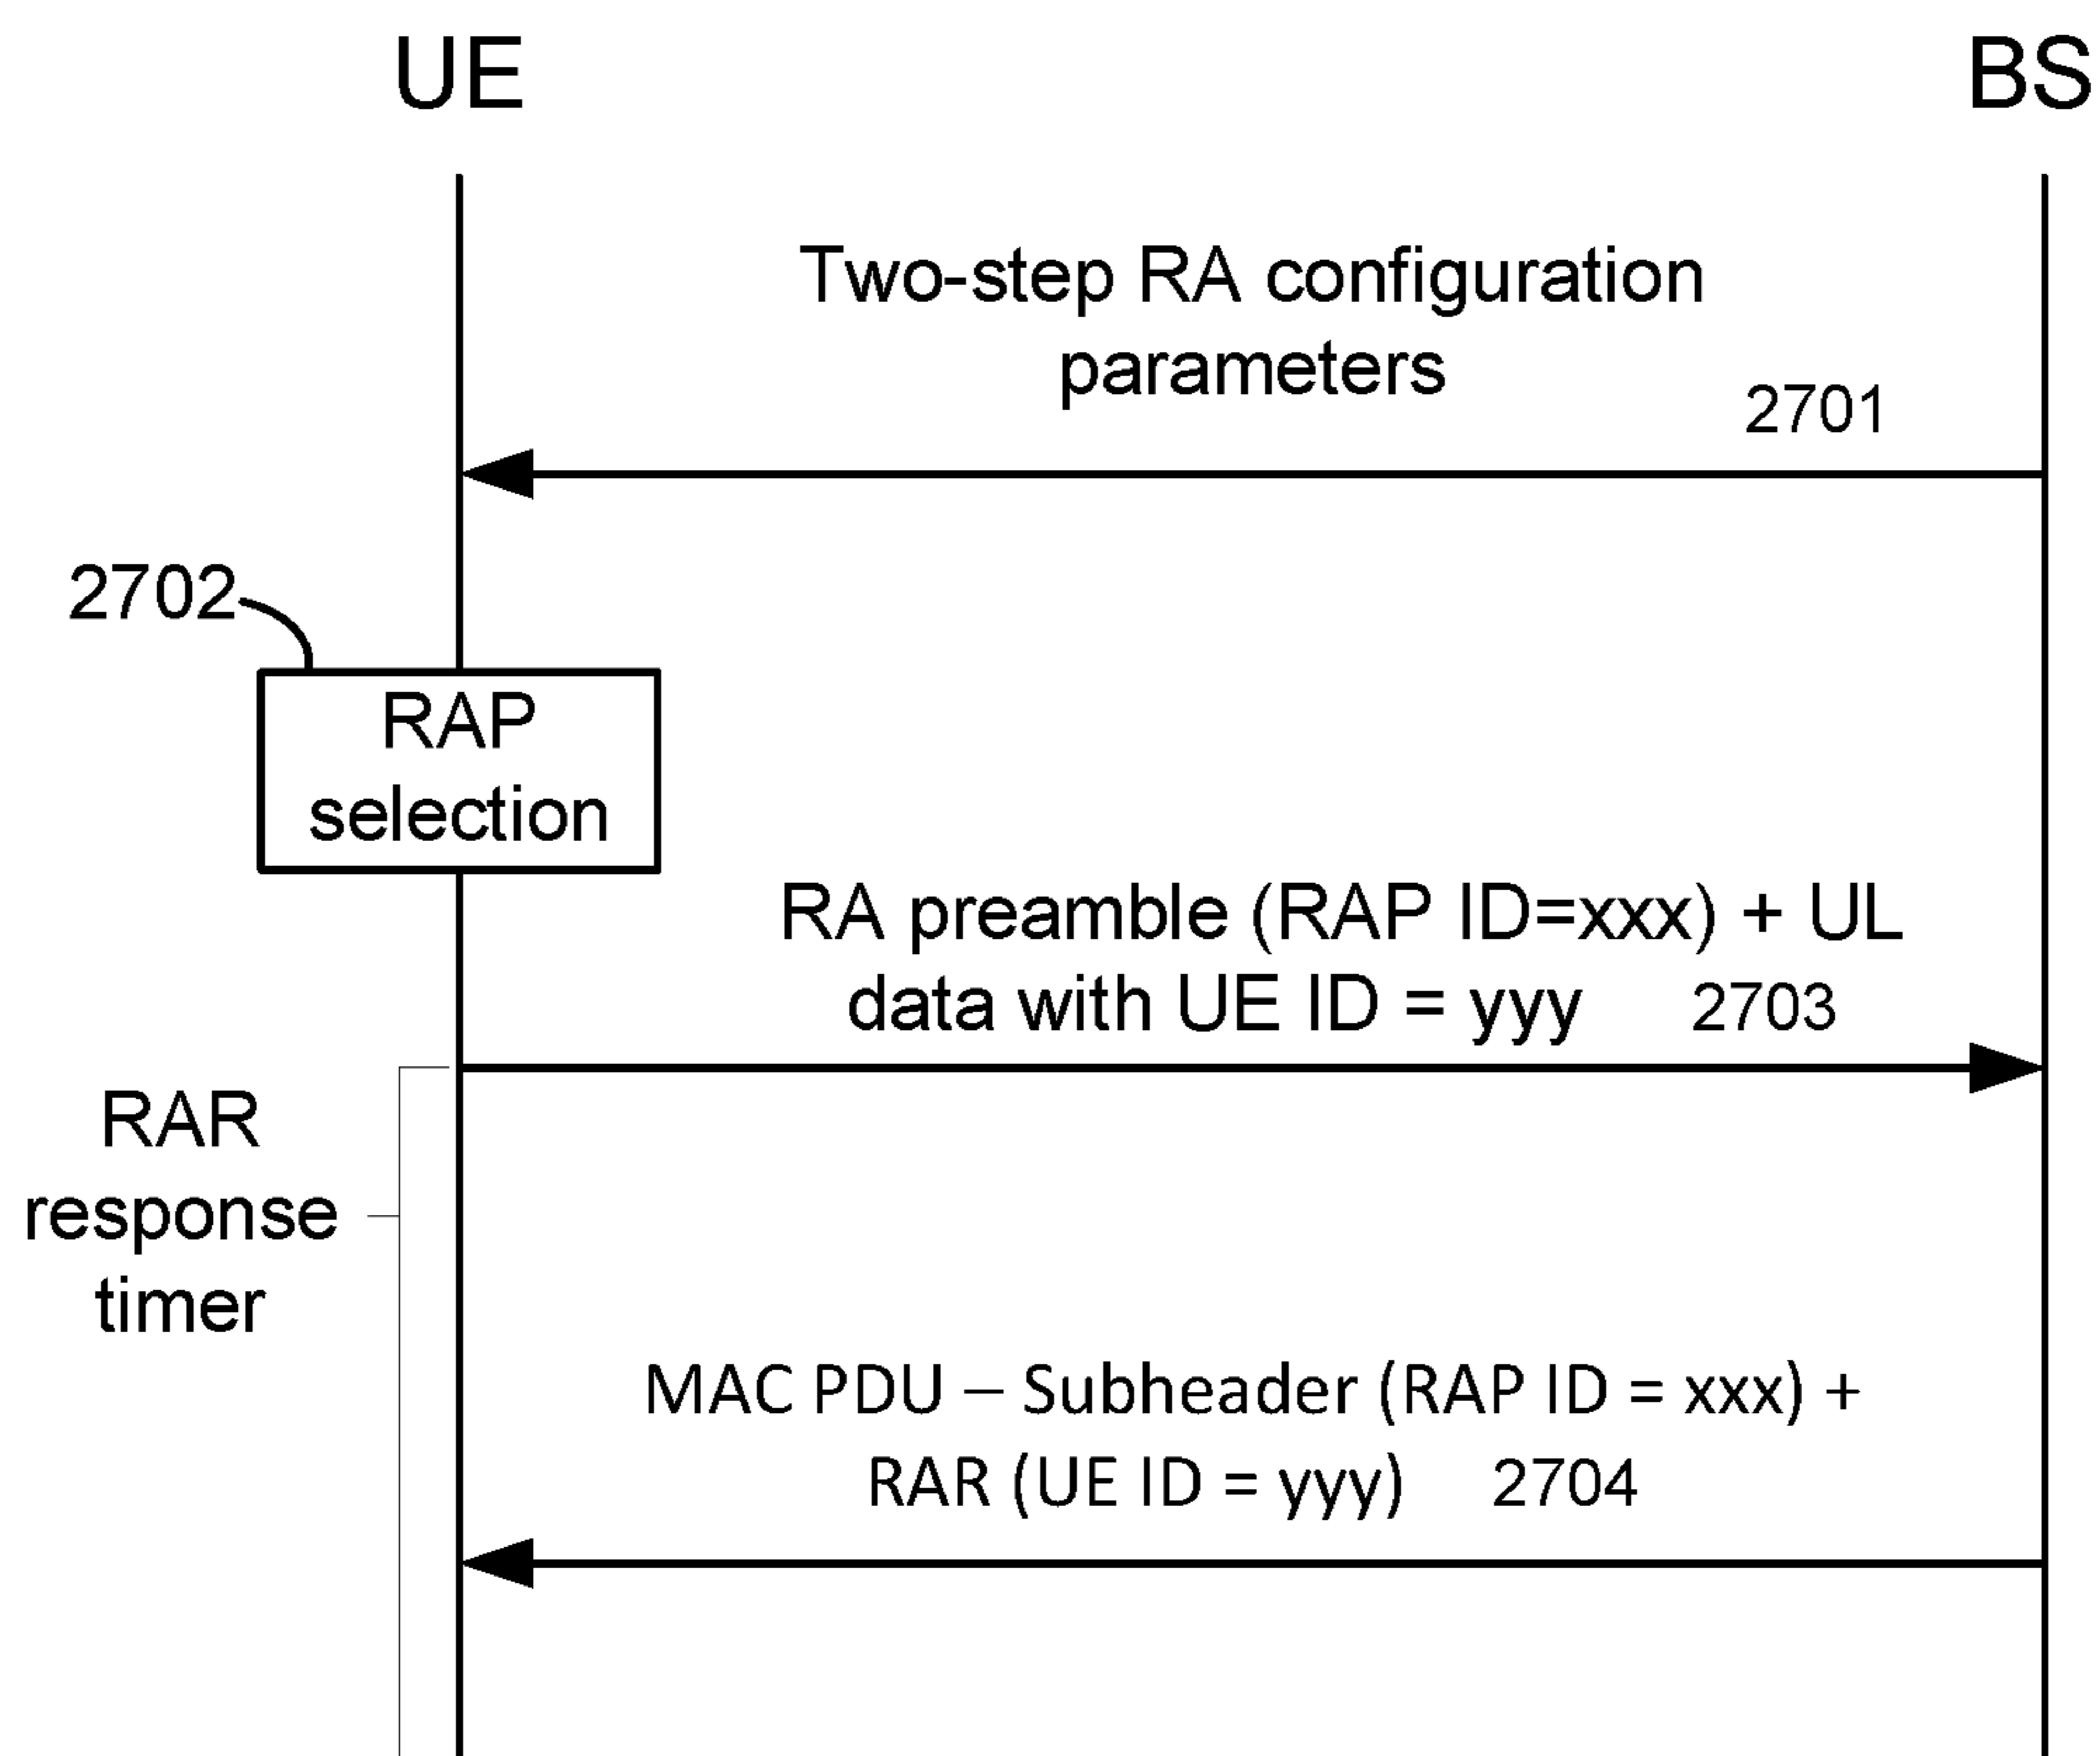 UE
BS
Two-step RA configuration
parameters
2701
2702
RAP
selection
RA preamble (RAP ID=xxx) + UL
data with UE ID = yyy 2703
RAR
response
timer
MAC PDU – Subheader (RAP ID = xxx) +
RAR (UE ID = yyy) 2704